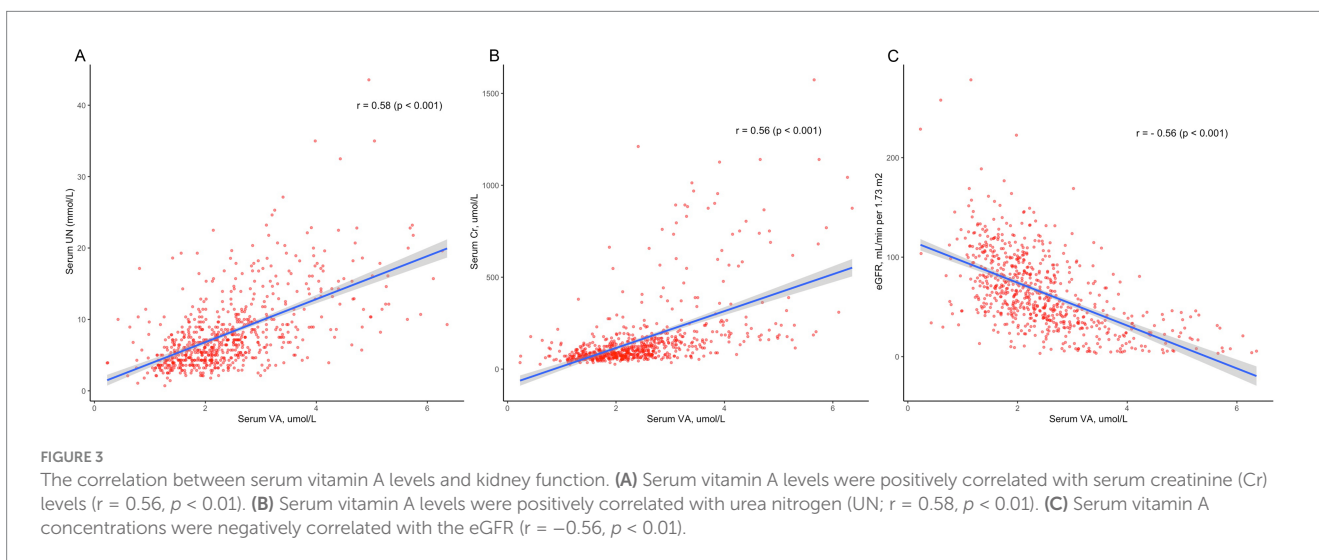 A
r = 0.58 (p < 0.001)
Serum UN (mmol/L)
40
30
20
10
0
0
2
4
6
Serum VA, umol/L
B
r = 0.56 (p < 0.001)
Serum Cr, umol/L
1500
1000
500
0
0
2
4
6
Serum VA, umol/L
C
r = - 0.56 (p < 0.001)
eGFR, mL/min per 1.73 m2
200
100
0
0
2
4
6
Serum VA, umol/L
FIGURE 3
The correlation between serum vitamin A levels and kidney function. (A) Serum vitamin A levels were positively correlated with serum creatinine (Cr)
levels (r = 0.56, p < 0.01). (B) Serum vitamin A levels were positively correlated with urea nitrogen (UN; r = 0.58, p < 0.01). (C) Serum vitamin A
concentrations were negatively correlated with the eGFR (r = −0.56, p < 0.01).